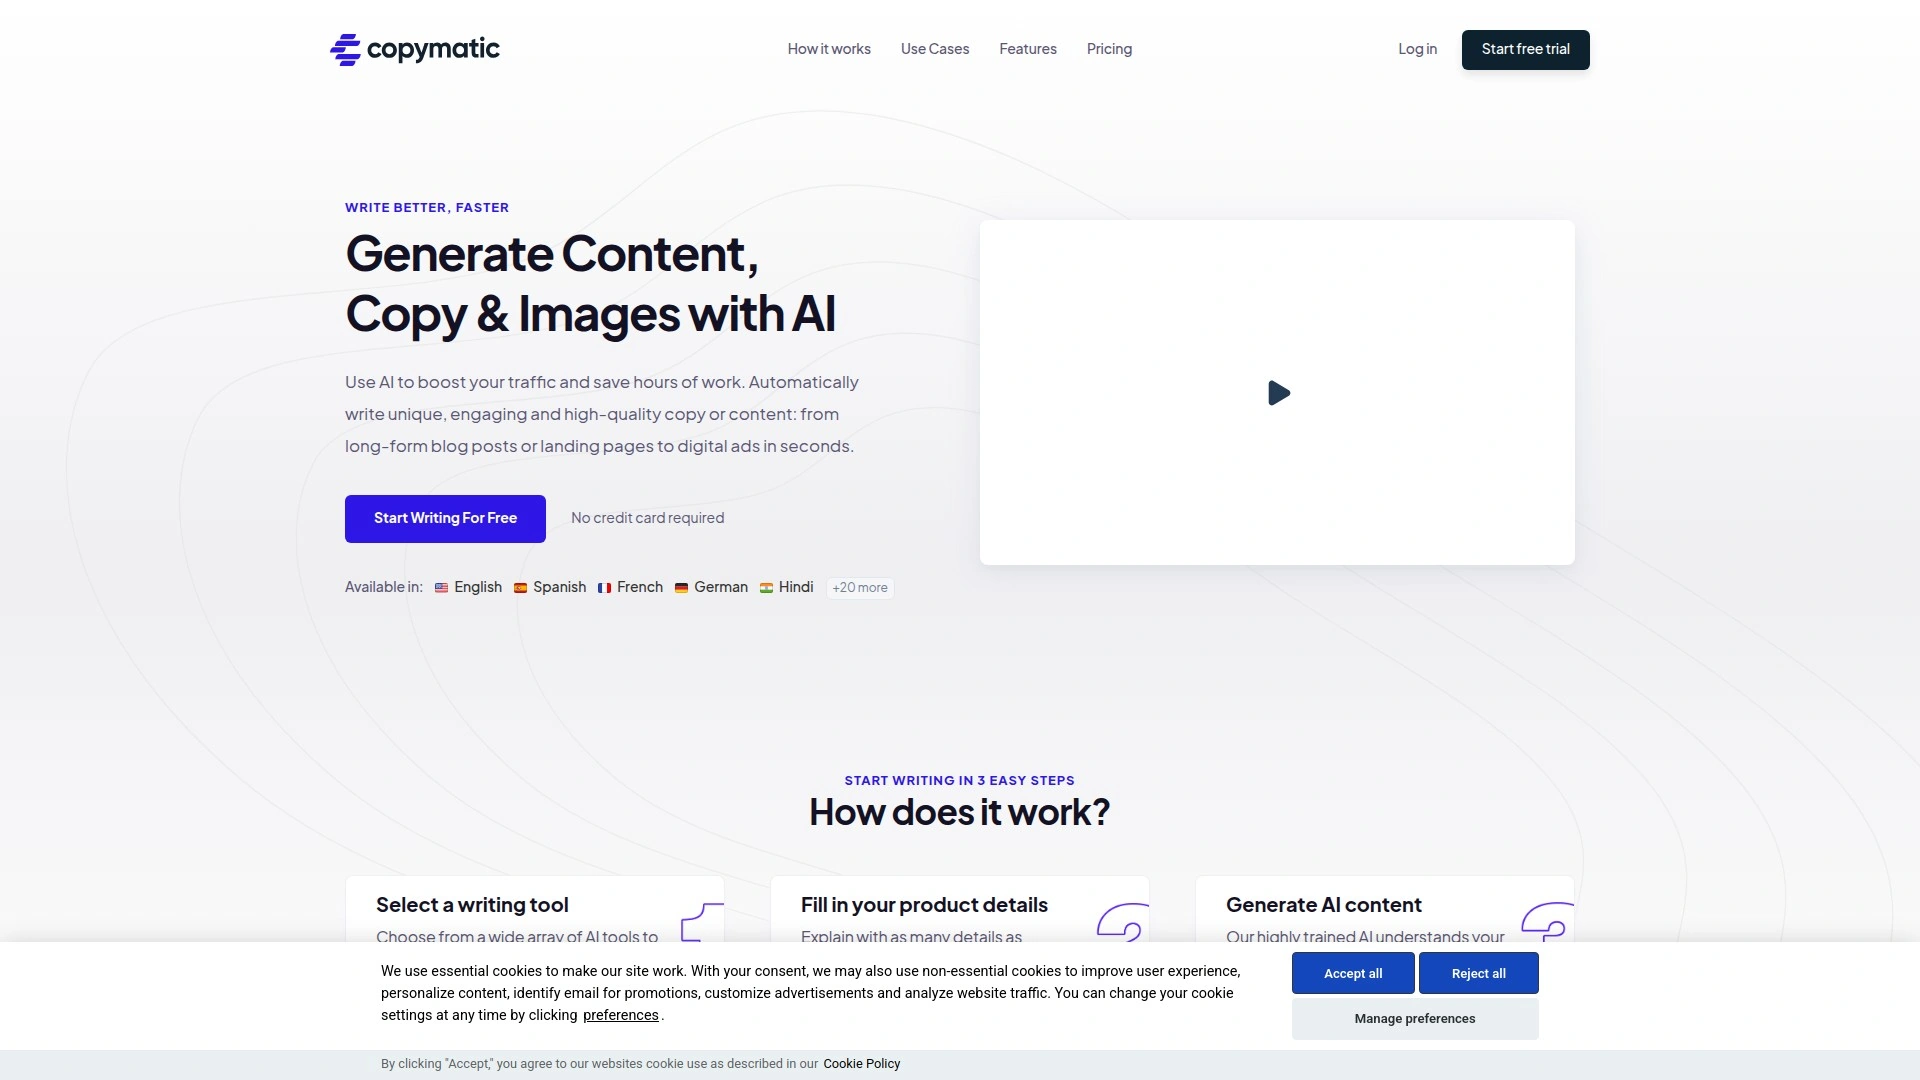 copymatic
How it works
Use Cases
Features
Pricing
Log in
Start free trial
WRITE BETTER, FASTER
Generate Content,
Copy & Images with AI
Use AI to boost your traffic and save hours of work. Automatically
write unique, engaging and high-quality copy or content: from
long-form blog posts or landing pages to digital ads in seconds.
Start Writing For Free
No credit card required
Available in: English Spanish French German Hindi +20 more
START WRITING IN 3 EASY STEPS
How does it work?
Select a writing tool
Choose from a wide array of AI tools to
1
Fill in your product details
Explain with as many details as
2
Generate AI content
Our highly trained AI understands your
3
We use essential cookies to make our site work. With your consent, we may also use non-essential cookies to improve user experience,
personalize content, identify email for promotions, customize advertisements and analyze website traffic. You can change your cookie
settings at any time by clicking preferences.
Accept all
Reject all
Manage preferences
By clicking "Accept," you agree to our websites cookie use as described in our Cookie Policy